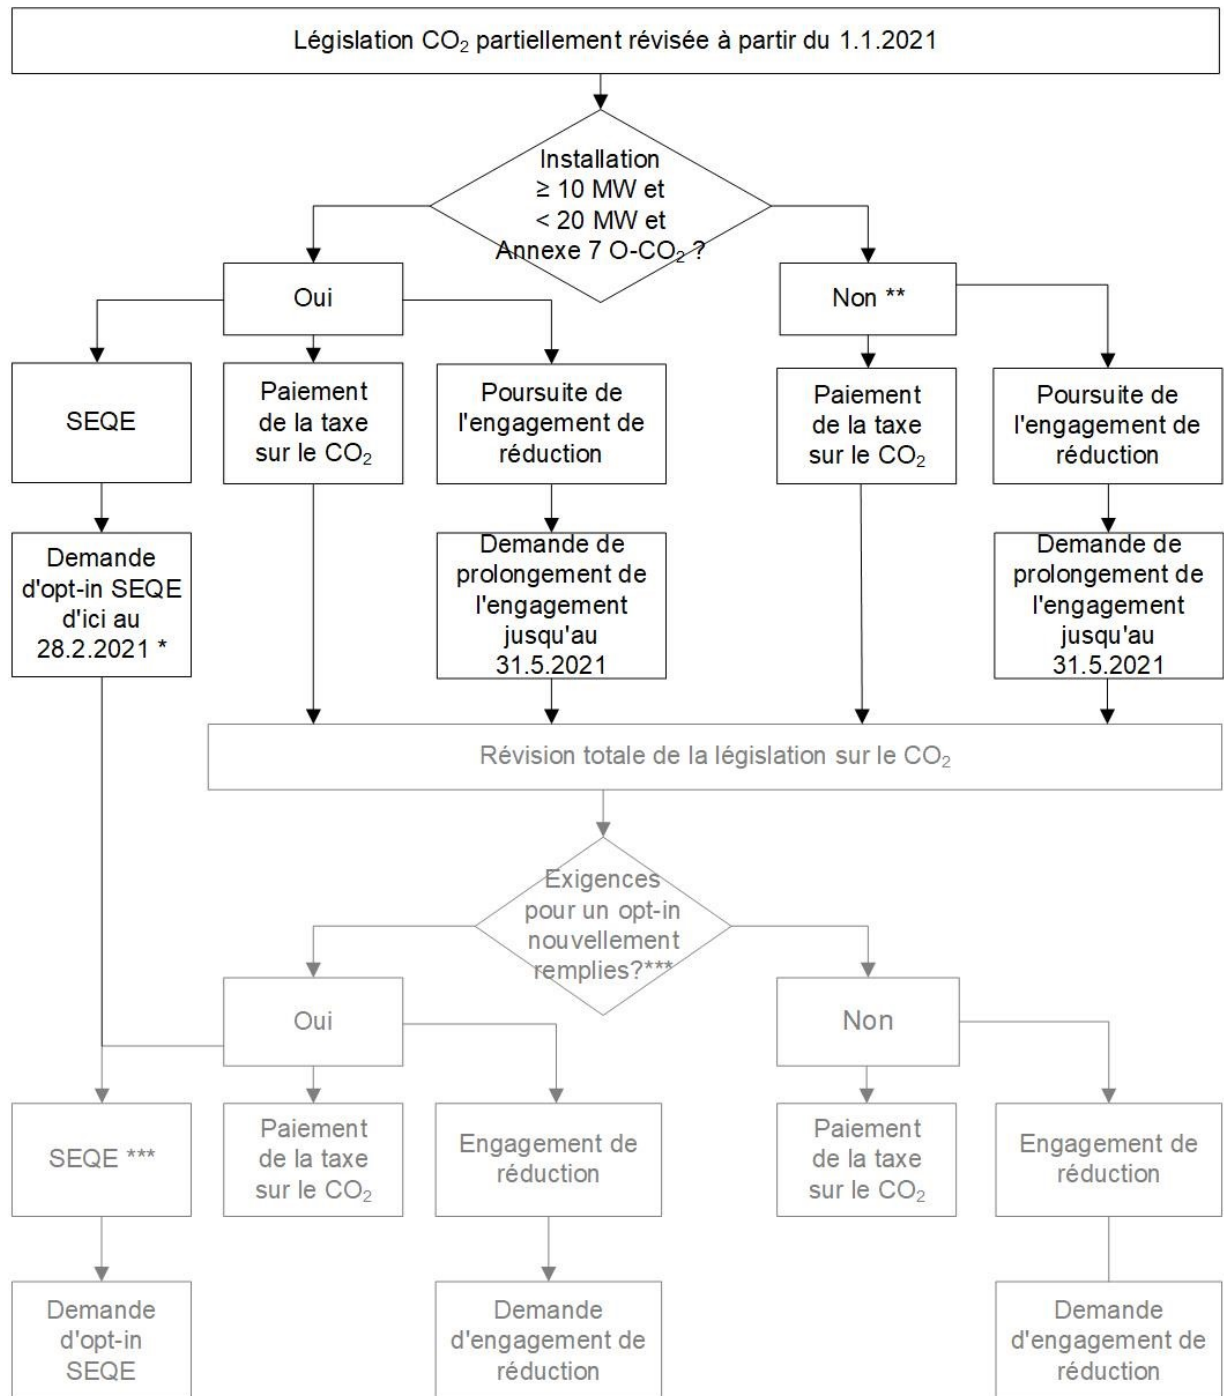 Législation CO₂ partiellement révisée à partir du 1.1.2021
Installation
≥ 10 MW et
< 20 MW et
Annexe 7 O-CO₂ ?
Oui
Non **
SEQE
Paiement
de la taxe
sur le CO₂
Poursuite de
l'engagement de
réduction
Paiement
de la taxe
sur le CO₂
Poursuite de
l'engagement de
réduction
Demande
d'opt-in SEQE
d'ici au
28.2.2021 *
Demande de
prolongement de
l'engagement
jusqu'au
31.5.2021
Demande de
prolongement de
l'engagement
jusqu'au
31.5.2021
Révision totale de la législation sur le CO₂
Exigences
pour un opt-in
nouvellement
remplies?***
Oui
Non
SEQE ***
Paiement
de la taxe
sur le CO₂
Engagement de
réduction
Paiement
de la taxe
sur le CO₂
Engagement de
réduction
Demande
d'opt-in
SEQE
Demande
d'engagement de
réduction
Demande
d'engagement de
réduction